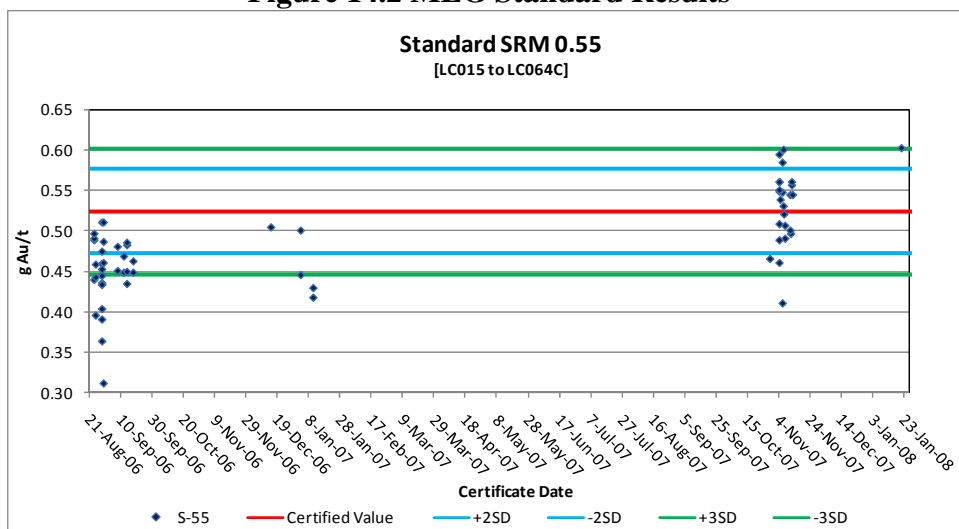 Figure 14.2 MEG Standard Results
Standard SRM 0.55
[LC015 to LC064C]
g Au/t
0.65
0.60
0.55
0.50
0.45
0.40
0.35
0.30
21-Aug-06
10-Sep-06
30-Sep-06
20-Oct-06
9-Nov-06
29-Nov-06
19-Dec-06
8-Jan-07
28-Jan-07
17-Feb-07
9-Mar-07
29-Mar-07
18-Apr-07
8-May-07
28-May-07
17-Jun-07
7-Jul-07
27-Jul-07
16-Aug-07
5-Sep-07
25-Sep-07
15-Oct-07
4-Nov-07
24-Nov-07
14-Dec-07
3-Jan-08
23-Jan-08
Certificate Date
S-55
Certified Value
+2SD
-2SD
+3SD
-3SD